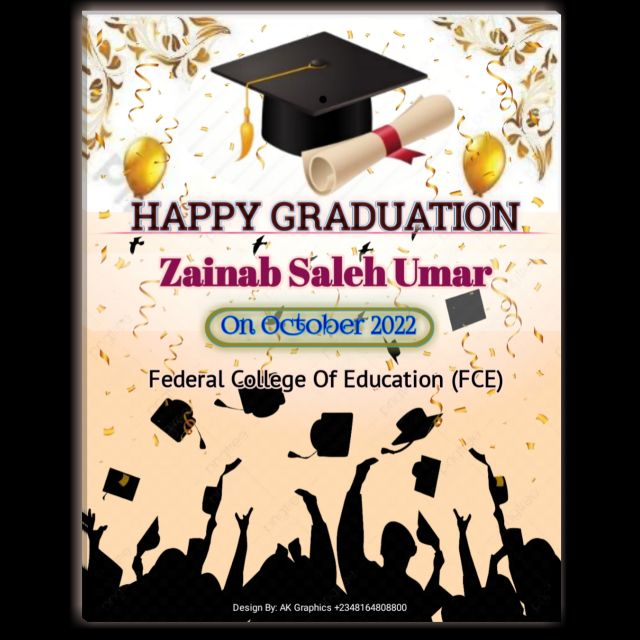 HAPPY GRADUATION
Zainab Saleh Umar
On October 2022
Federal College Of Education (FCE)
Design By: AK Graphics +2348164808800